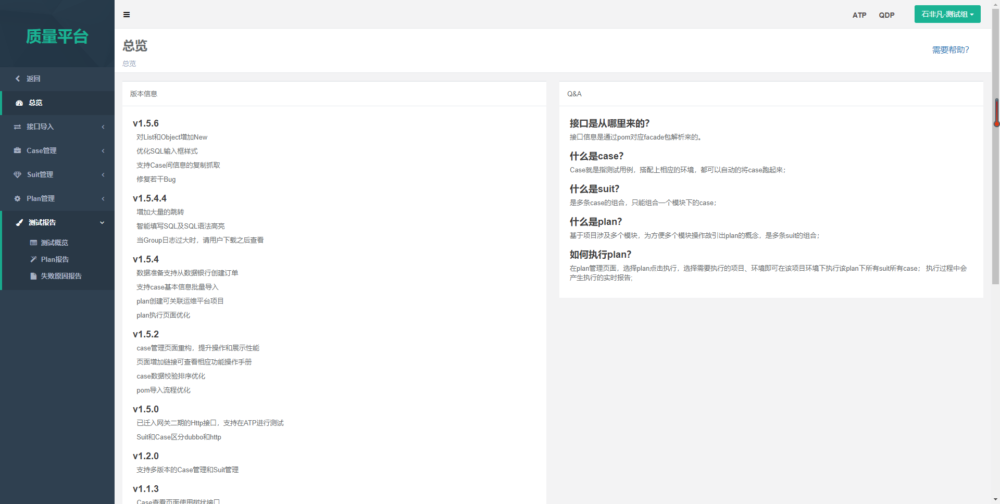 质量平台
返回
总览
接口导入
Case管理
Suit管理
Plan管理
测试报告
测试概览
Plan报告
失败原因报告
ATP
QDP
石非凡-测试组
总览
总览
需要帮助?
版本信息
v1.5.6
对List和Object增加New
优化SQL输入框样式
支持Case间信息的复制抓取
修复若干Bug
v1.5.4.4
增加大量的跳转
智能填写SQL及SQL语法高亮
当Group日志过大时，请用户下载之后查看
v1.5.4
数据准备支持从数据银行创建订单
支持case基本信息批量导入
plan创建可关联运维平台项目
plan执行页面优化
v1.5.2
case管理页面重构，提升操作和展示性能
页面增加链接可查看相应功能操作手册
case数据校验排序优化
pom导入流程优化
v1.5.0
已迁入网关二期的Http接口，支持在ATP进行测试
Suit和Case区分dubbo和http
v1.2.0
支持多版本的Case管理和Suit管理
v1.1.3
Case查看页面使用树状接口
Q&A
接口是从哪里来的?
接口信息是通过pom对应facade包解析来的。
什么是case?
Case就是指测试用例，搭配上相应的环境，都可以自动的将case跑起来；
什么是suit?
是多条case的组合，只能组合一个模块下的case；
什么是plan?
基于项目涉及多个模块，为方便多个模块操作故引出plan的概念，是多条suit的组合；
如何执行plan?
在plan管理页面，选择plan点击执行，选择需要执行的项目、环境即可在该项目环境下执行该plan下所有suit所有case； 执行过程中会
产生执行的实时报告;